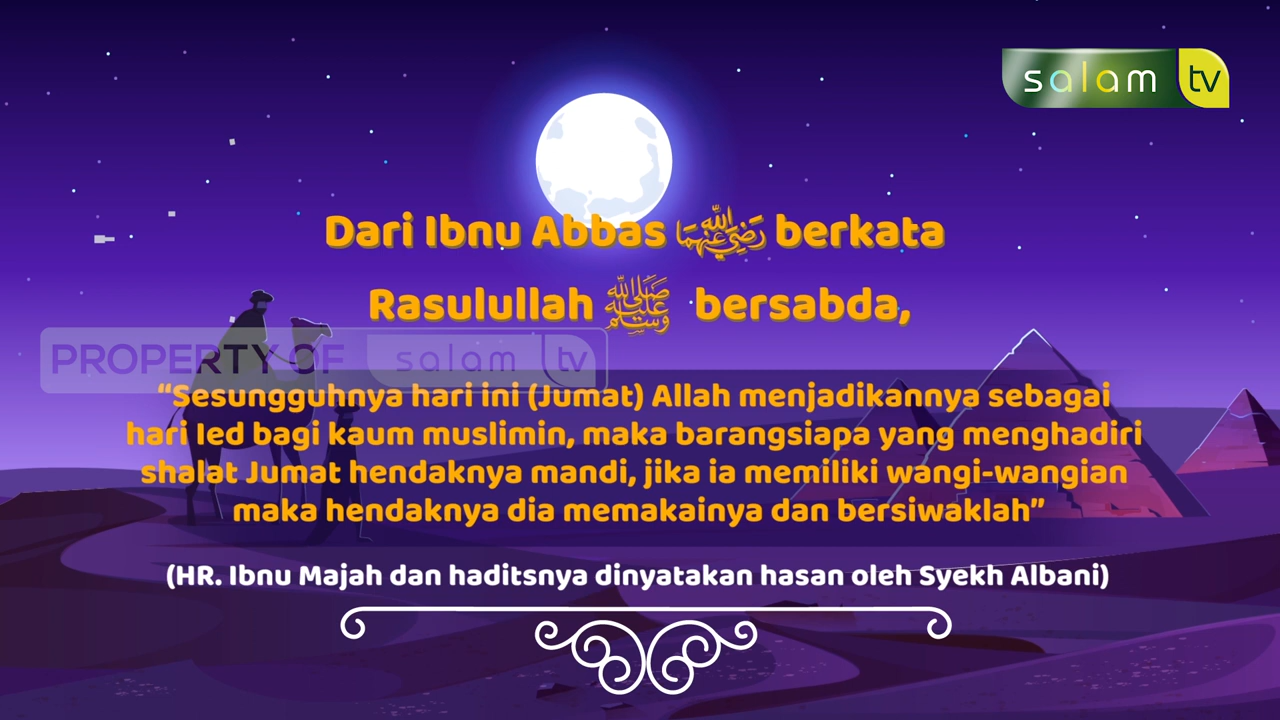 salam tv
Dari Ibnu Abbas رَضِيَ اللَّهُ عَنْهُمَا berkata
Rasulullah ﷺ bersabda,
PROPERTY OF salam tv
“Sesungguhnya hari ini (Jumat) Allah menjadikannya sebagai
hari Ied bagi kaum muslimin, maka barangsiapa yang menghadiri
shalat Jumat hendaknya mandi, jika ia memiliki wangi-wangian
maka hendaknya dia memakainya dan bersiwaklah”
(HR. Ibnu Majah dan haditsnya dinyatakan hasan oleh Syekh Albani)